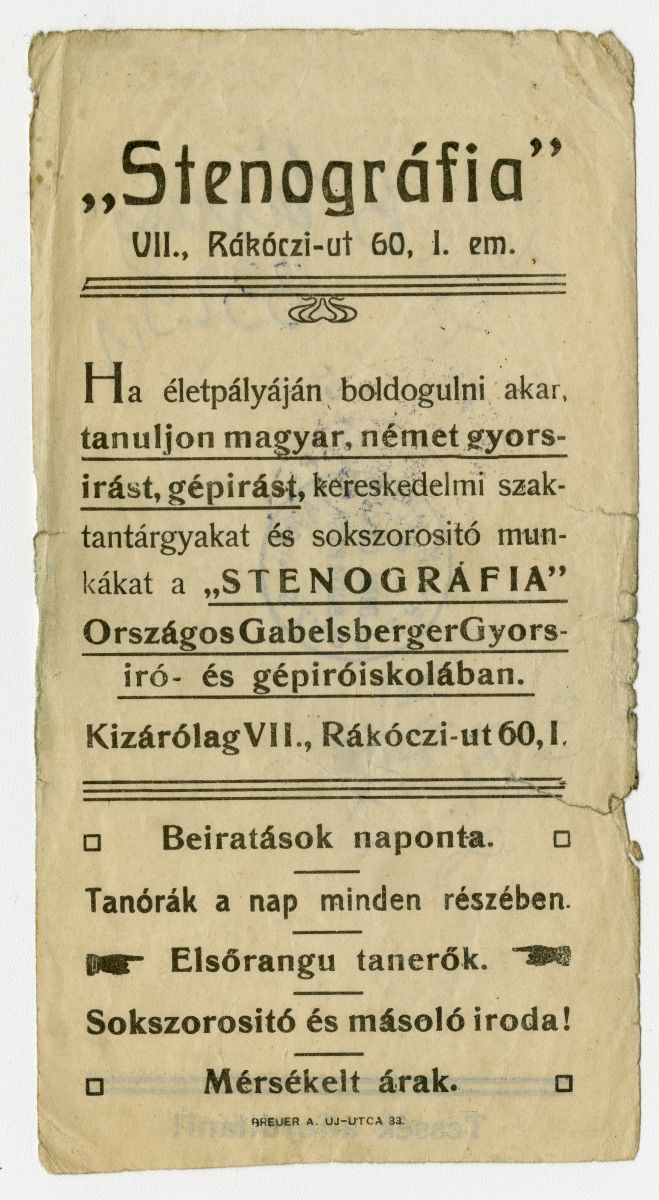 „Stenográfia”
VII., Rákóczi-ut 60, I. em.
Ha életpályáján boldogulni akar,
tanuljon magyar, német gyors-
irást, gépirást, kereskedelmi szak-
tantárgyakat és sokszorositó mun-
kákat a „STENOGRÁFIA”
Országos Gabelsberger Gyors-
iró- és gépiróiskolában.
Kizárólag VII., Rákóczi-ut 60, I.
Beiratások naponta.
Tanórák a nap minden részében.
Elsőrangu tanerők.
Sokszorositó és másoló iroda!
Mérsékelt árak.
BREUER A. UJ-UTCA 33.